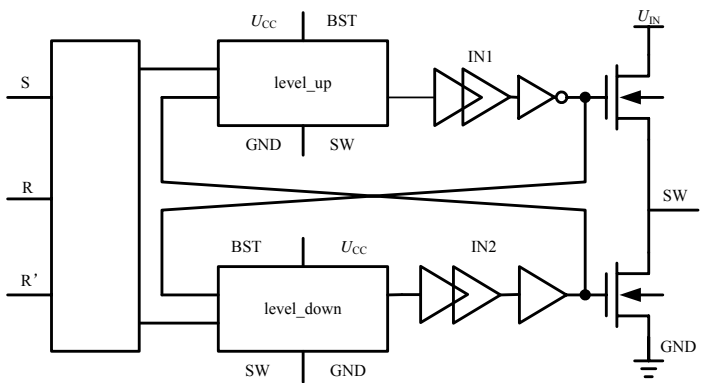 U_CC BST
U_IN
IN1
level_up
S
GND SW
R
SW
BST U_CC
IN2
R'
level_down
GND
SW GND